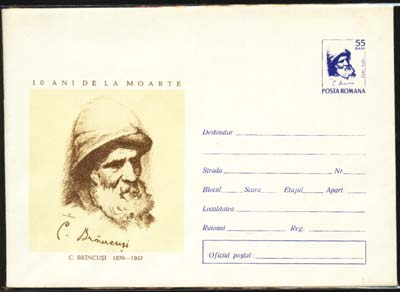 10 ANI DE LA MOARTE
C. Brâncuşi
C. BRÎNCUŞI 1876—1957
55
BANI
POSTA ROMANA
Destinatar
Strada Nr.
Blocul Scara Etajul Apart.
Localitatea
Raionul Reg.
Oficiul poştal: